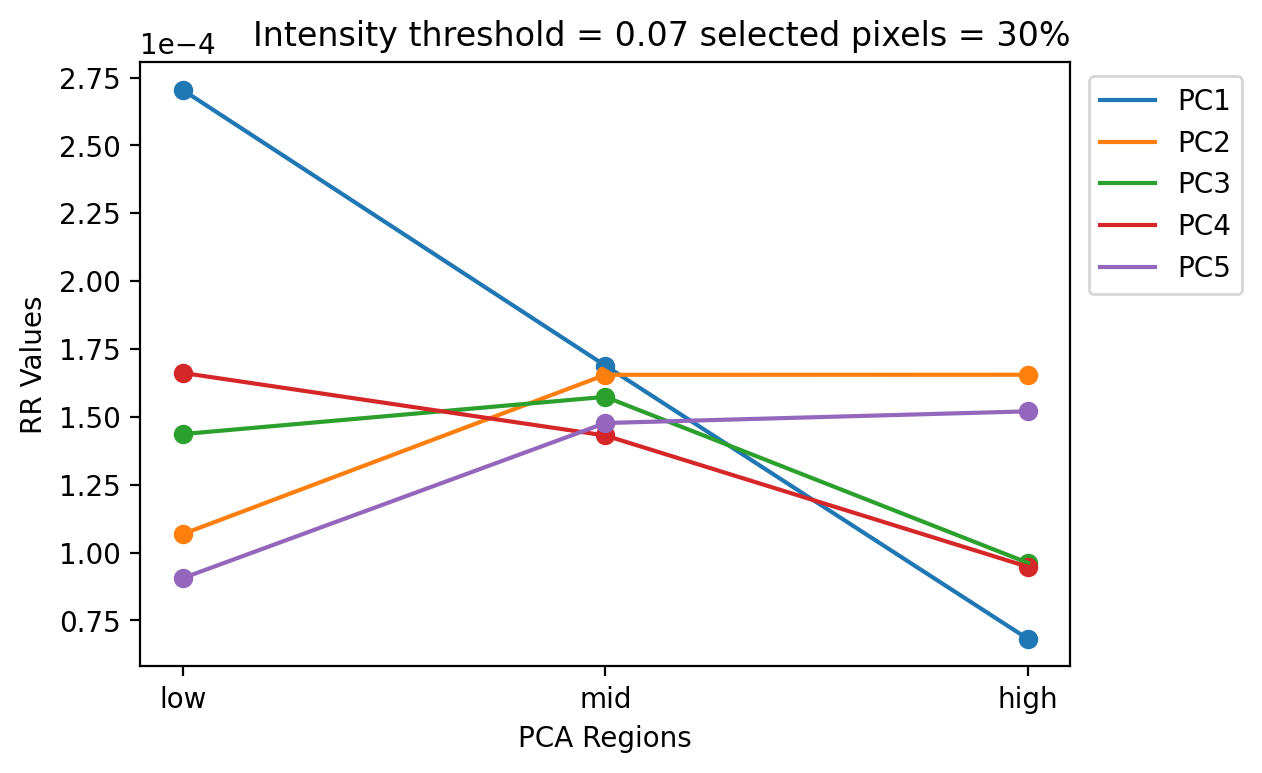 Intensity threshold = 0.07 selected pixels = 30%
1e−4
2.75
2.50
2.25
2.00
1.75
1.50
1.25
1.00
0.75
RR Values
low mid high
PCA Regions
PC1
PC2
PC3
PC4
PC5